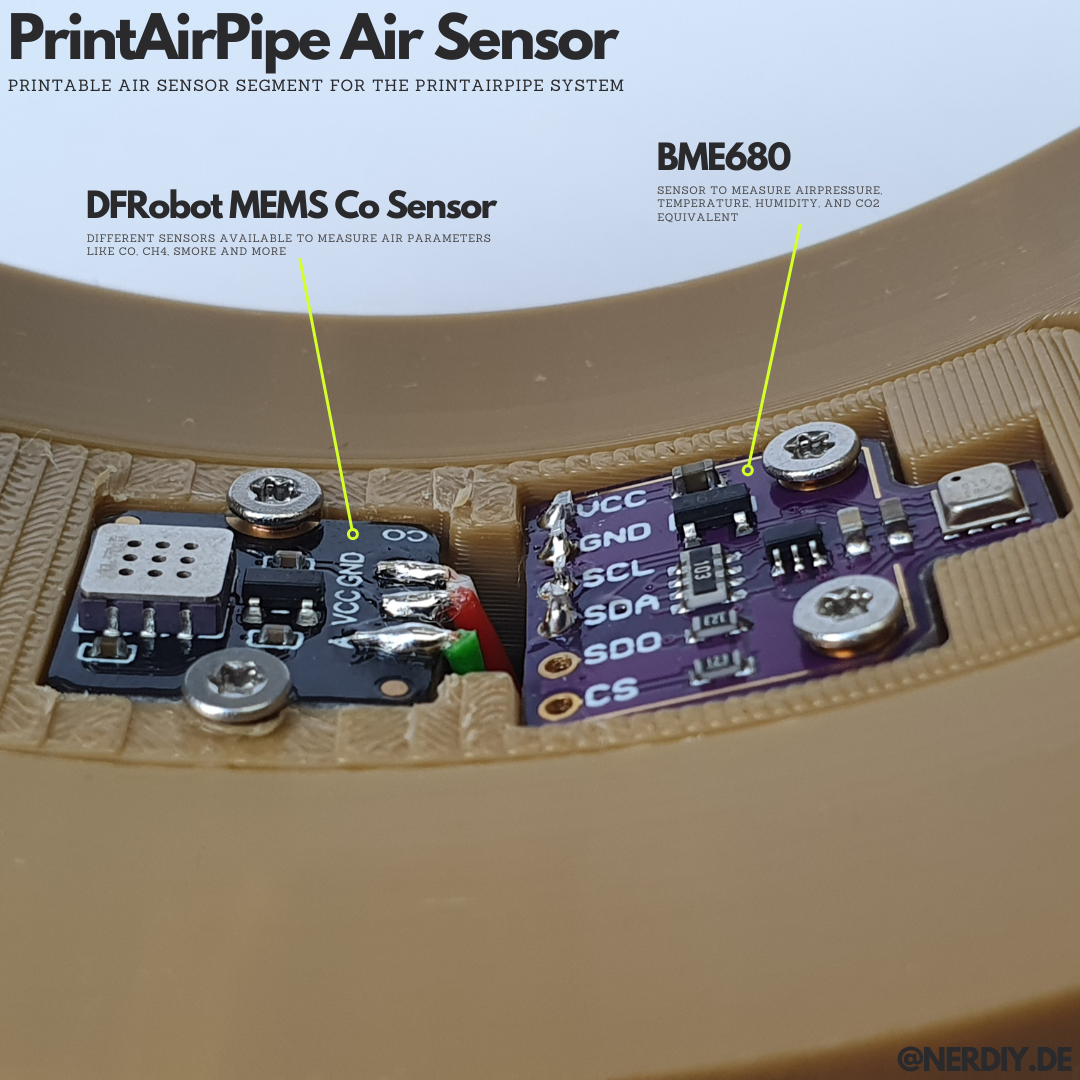 PrintAirPipe Air Sensor
PRINTABLE AIR SENSOR SEGMENT FOR THE PRINTAIRPIPE SYSTEM
BME680
SENSOR TO MEASURE AIRPRESSURE,
TEMPERATURE, HUMIDITY, AND CO2
EQUIVALENT
DFRobot MEMS Co Sensor
DIFFERENT SENSORS AVAILABLE TO MEASURE AIR PARAMETERS
LIKE CO, CH4, SMOKE AND MORE
CO
GND
VCC
A
VCC
GND
SCL
SDA
SDO
CS
103
@NERDIY.DE